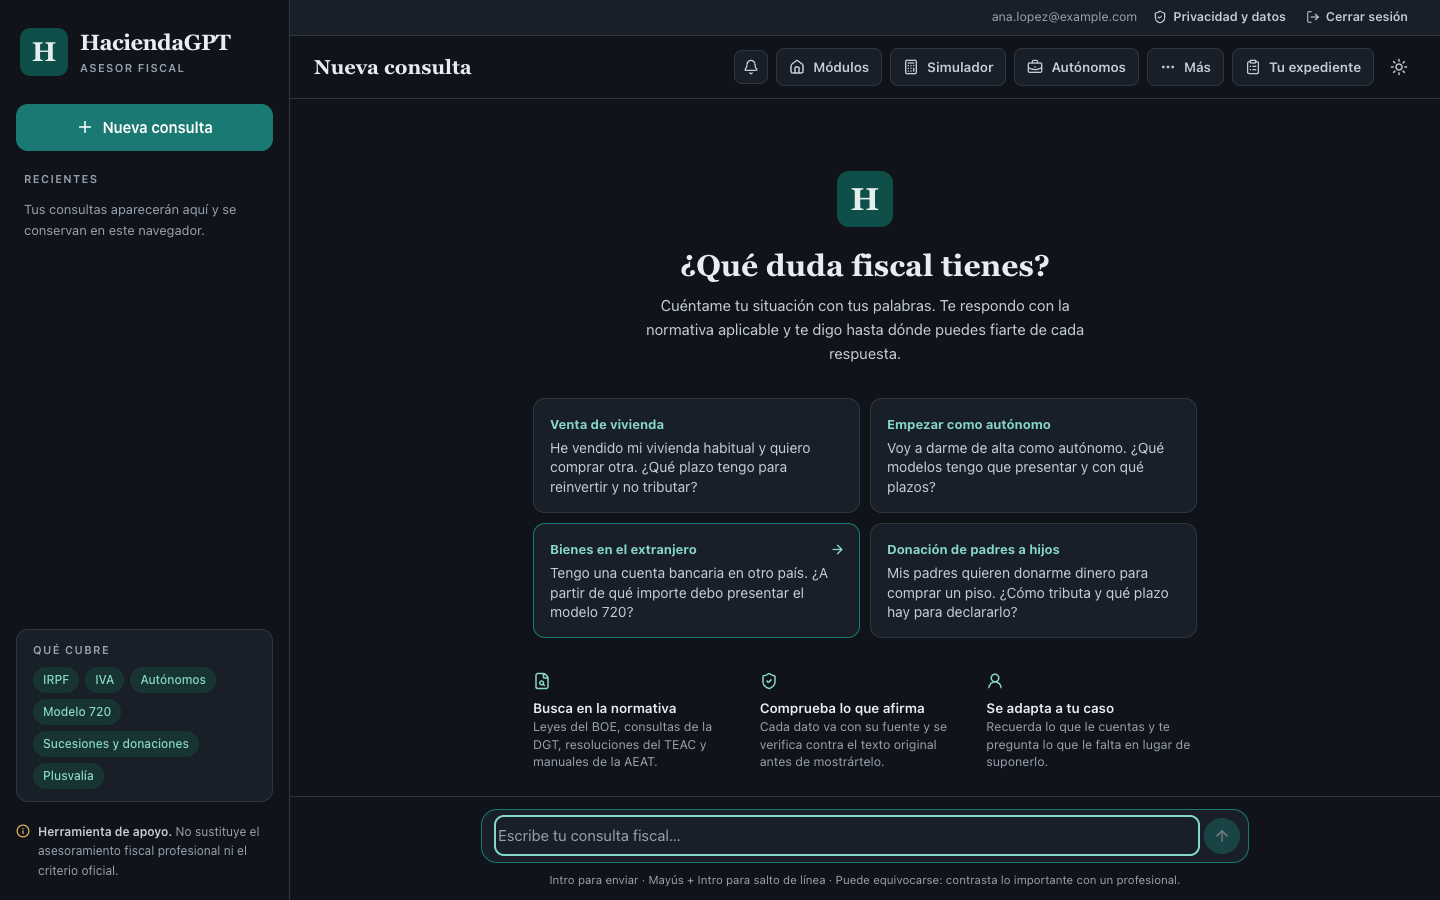 H
HaciendaGPT
ASESOR FISCAL
Nueva consulta
RECIENTES
Tus consultas aparecerán aquí y se
conservan en este navegador.
QUÉ CUBRE
IRPF
IVA
Autónomos
Modelo 720
Sucesiones y donaciones
Plusvalía
Herramienta de apoyo. No sustituye el
asesoramiento fiscal profesional ni el
criterio oficial.
ana.lopez@example.com
Privacidad y datos
Cerrar sesión
Nueva consulta
Módulos
Simulador
Autónomos
Más
Tu expediente
H
¿Qué duda fiscal tienes?
Cuéntame tu situación con tus palabras. Te respondo con la
normativa aplicable y te digo hasta dónde puedes fiarte de cada
respuesta.
Venta de vivienda
He vendido mi vivienda habitual y quiero
comprar otra. ¿Qué plazo tengo para
reinvertir y no tributar?
Empezar como autónomo
Voy a darme de alta como autónomo. ¿Qué
modelos tengo que presentar y con qué
plazos?
Bienes en el extranjero
Tengo una cuenta bancaria en otro país. ¿A
partir de qué importe debo presentar el
modelo 720?
Donación de padres a hijos
Mis padres quieren donarme dinero para
comprar un piso. ¿Cómo tributa y qué plazo
hay para declararlo?
Busca en la normativa
Leyes del BOE, consultas de la
DGT, resoluciones del TEAC y
manuales de la AEAT.
Comprueba lo que afirma
Cada dato va con su fuente y se
verifica contra el texto original
antes de mostrártelo.
Se adapta a tu caso
Recuerda lo que le cuentas y te
pregunta lo que le falta en lugar de
suponerlo.
Escribe tu consulta fiscal...
Intro para enviar · Mayús + Intro para salto de línea · Puede equivocarse: contrasta lo importante con un profesional.